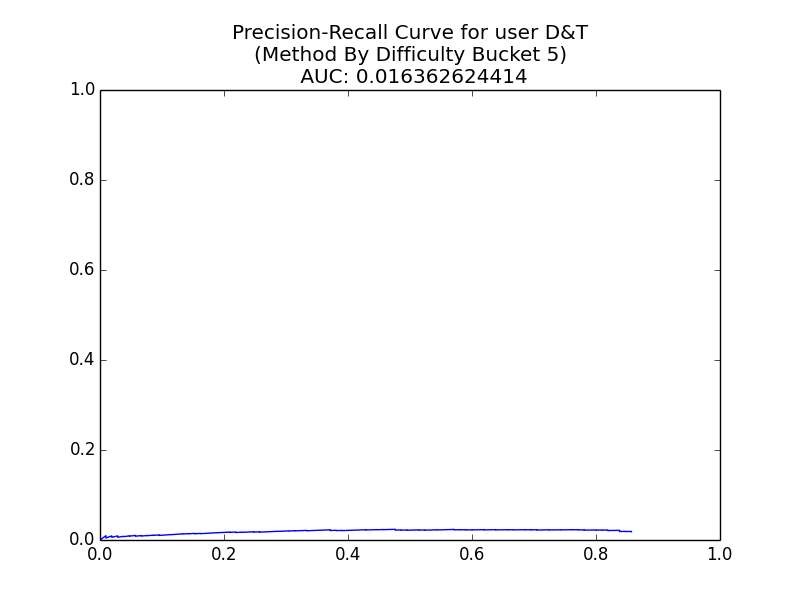 Precision-Recall Curve for user D&T
(Method By Difficulty Bucket 5)
AUC: 0.016362624414
1.0
0.8
0.6
0.4
0.2
0.0
0.0 0.2 0.4 0.6 0.8 1.0